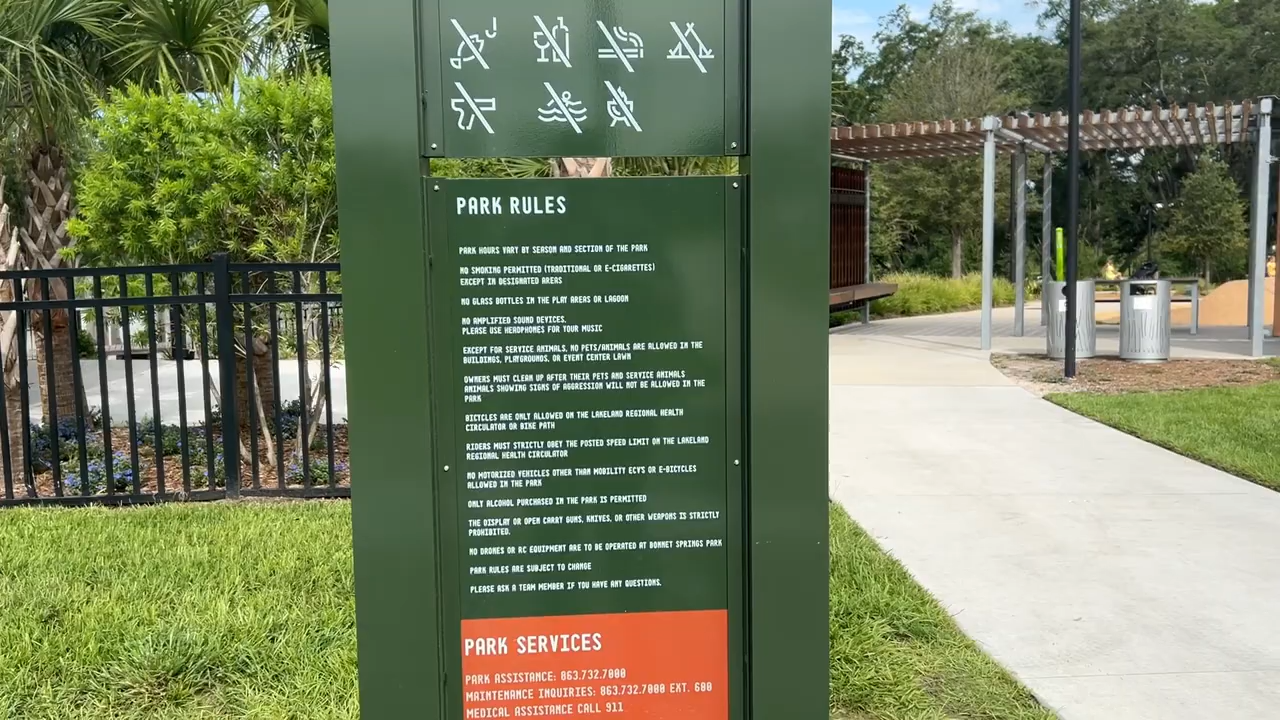 PARK RULES
PARK HOURS VARY BY SEASON AND SECTION OF THE PARK
NO SMOKING PERMITTED (TRADITIONAL OR E-CIGARETTES)
EXCEPT IN DESIGNATED AREAS
NO GLASS BOTTLES IN THE PLAY AREAS OR LAGOON
NO AMPLIFIED SOUND DEVICES,
PLEASE USE HEADPHONES FOR YOUR MUSIC
EXCEPT FOR SERVICE ANIMALS, NO PETS/ANIMALS ARE ALLOWED IN THE
BUILDINGS, PLAYGROUNDS, OR EVENT CENTER LAWN
OWNERS MUST CLEAN UP AFTER THEIR PETS AND SERVICE ANIMALS
ANIMALS SHOWING SIGNS OF AGGRESSION WILL NOT BE ALLOWED IN THE
PARK
BICYCLES ARE ONLY ALLOWED ON THE LAKELAND REGIONAL HEALTH
CIRCULATOR OR BIKE PATH
RIDERS MUST STRICTLY OBEY THE POSTED SPEED LIMIT ON THE LAKELAND
REGIONAL HEALTH CIRCULATOR
NO MOTORIZED VEHICLES OTHER THAN MOBILITY ECV'S OR E-BICYCLES
ALLOWED IN THE PARK
ONLY ALCOHOL PURCHASED IN THE PARK IS PERMITTED
THE DISPLAY OR OPEN CARRY GUNS, KNIVES, OR OTHER WEAPONS IS STRICTLY
PROHIBITED.
NO DRONES OR RC EQUIPMENT ARE TO BE OPERATED AT BONNET SPRINGS PARK
PARK RULES ARE SUBJECT TO CHANGE
PLEASE ASK A TEAM MEMBER IF YOU HAVE ANY QUESTIONS.
PARK SERVICES
PARK ASSISTANCE: 863.732.7000
MAINTENANCE INQUIRIES: 863.732.7000 EXT. 600
MEDICAL ASSISTANCE CALL 911